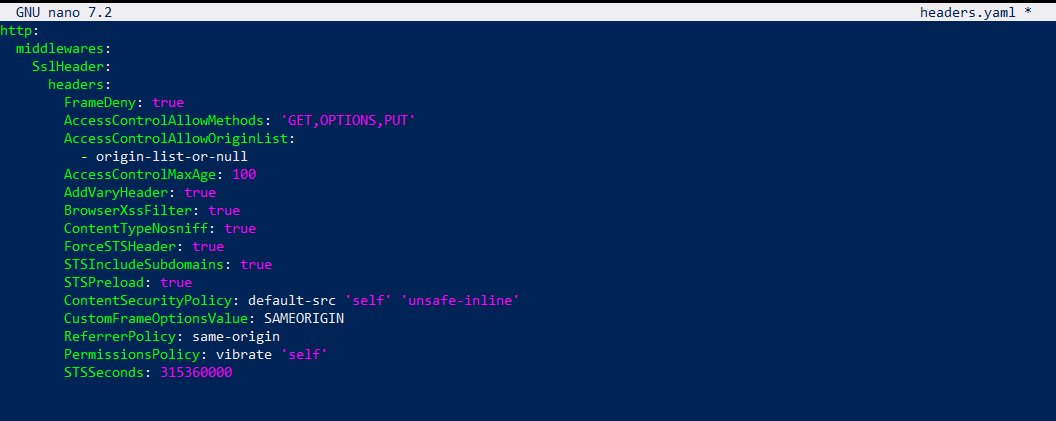 GNU nano 7.2 headers.yaml *
http:
  middlewares:
    SslHeader:
      headers:
        FrameDeny: true
        AccessControlAllowMethods: 'GET,OPTIONS,PUT'
        AccessControlAllowOriginList:
          - origin-list-or-null
        AccessControlMaxAge: 100
        AddVaryHeader: true
        BrowserXssFilter: true
        ContentTypeNosniff: true
        ForceSTSHeader: true
        STSIncludeSubdomains: true
        STSPreload: true
        ContentSecurityPolicy: default-src 'self' 'unsafe-inline'
        CustomFrameOptionsValue: SAMEORIGIN
        ReferrerPolicy: same-origin
        PermissionsPolicy: vibrate 'self'
        STSSeconds: 315360000